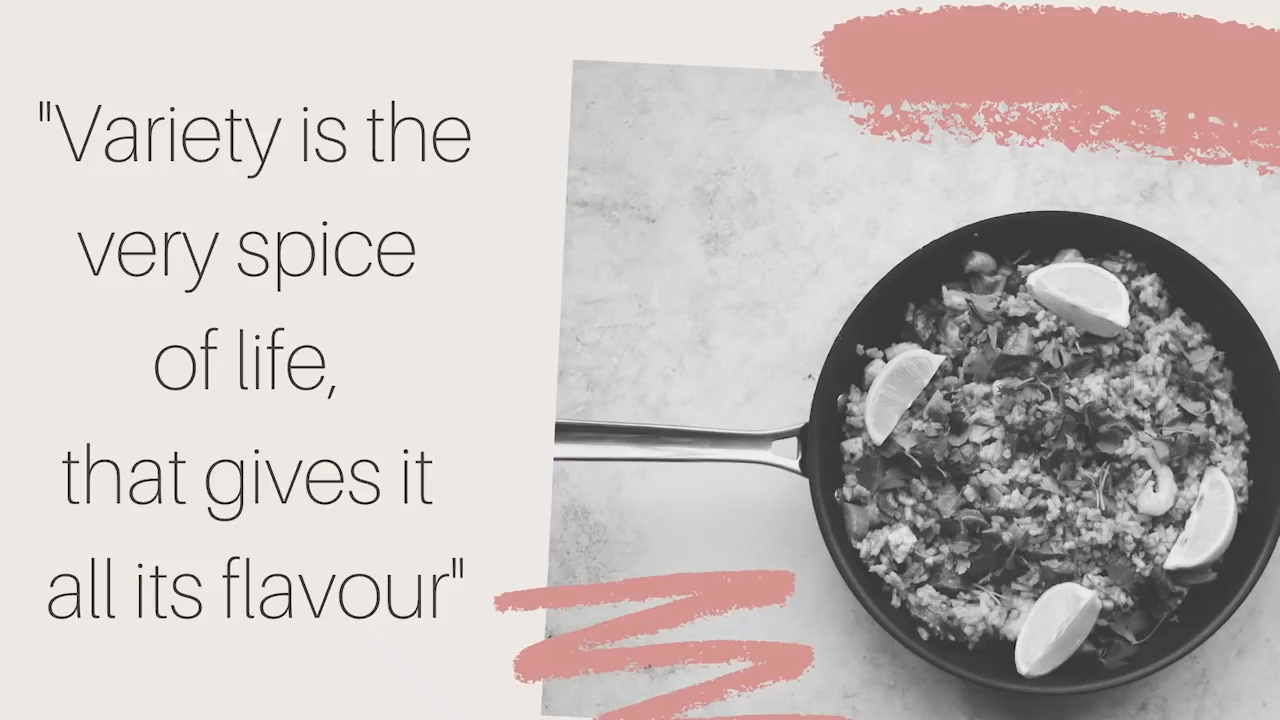 "Variety is the
very spice
of life,
that gives it
all its flavour"